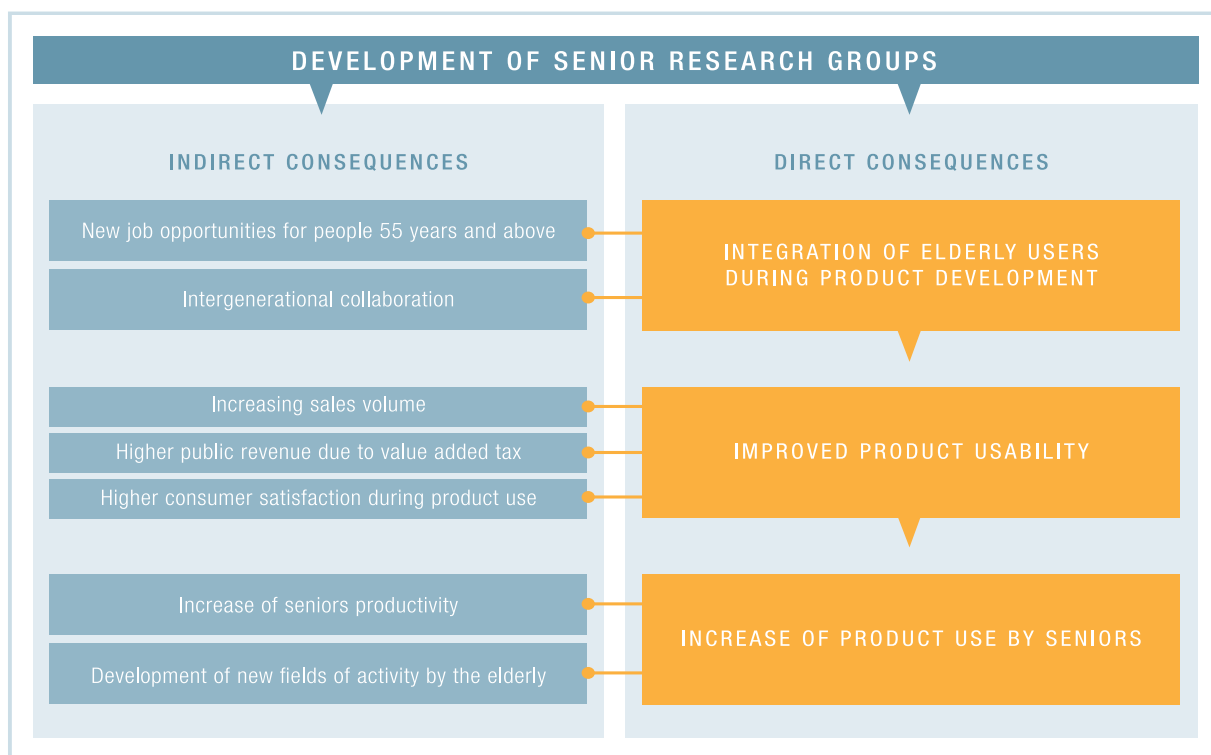 DEVELOPMENT OF SENIOR RESEARCH GROUPS
INDIRECT CONSEQUENCES
New job opportunities for people 55 years and above
Intergenerational collaboration
Increasing sales volume
Higher public revenue due to value added tax
Higher consumer satisfaction during product use
Increase of seniors productivity
Development of new fields of activity by the elderly
DIRECT CONSEQUENCES
INTEGRATION OF ELDERLY USERS
DURING PRODUCT DEVELOPMENT
IMPROVED PRODUCT USABILITY
INCREASE OF PRODUCT USE BY SENIORS